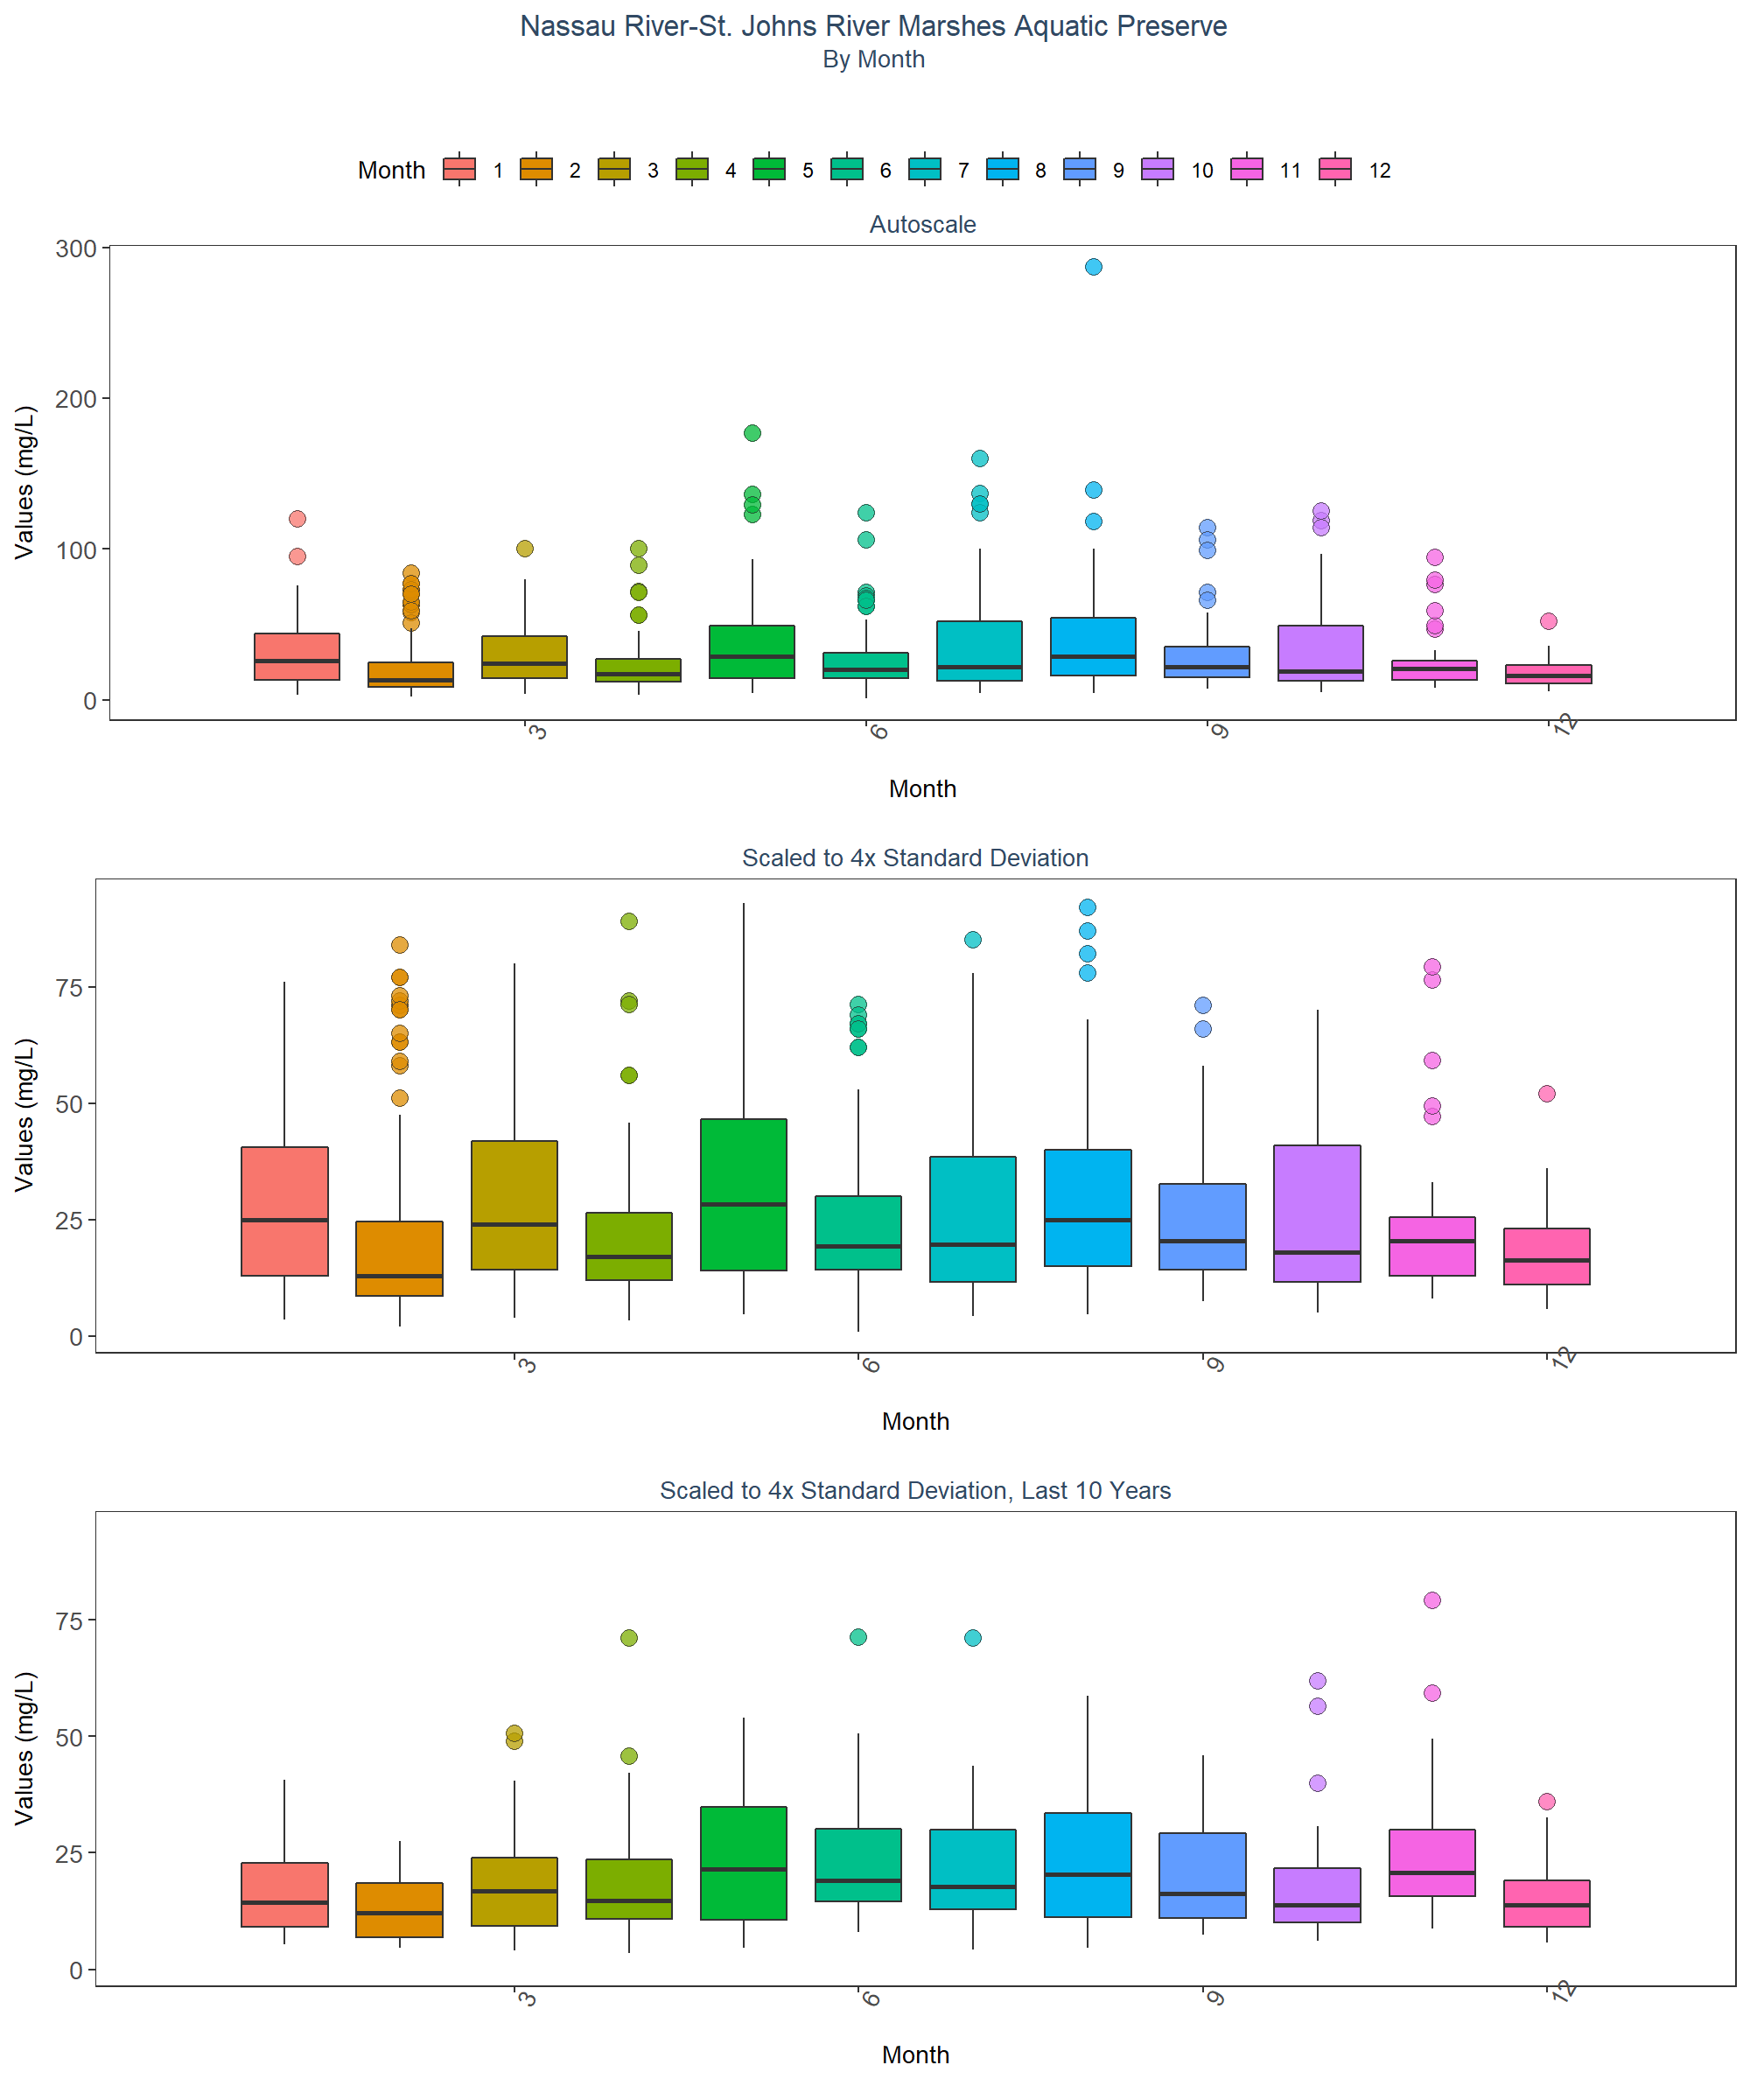 Nassau River-St. Johns River Marshes Aquatic Preserve
By Month
Month 1 2 3 4 5 6 7 8 9 10 11 12
Autoscale
Values (mg/L)
300
200
100
0
3 6 9 12
Month
Scaled to 4x Standard Deviation
Values (mg/L)
75
50
25
0
3 6 9 12
Month
Scaled to 4x Standard Deviation, Last 10 Years
Values (mg/L)
75
50
25
0
3 6 9 12
Month